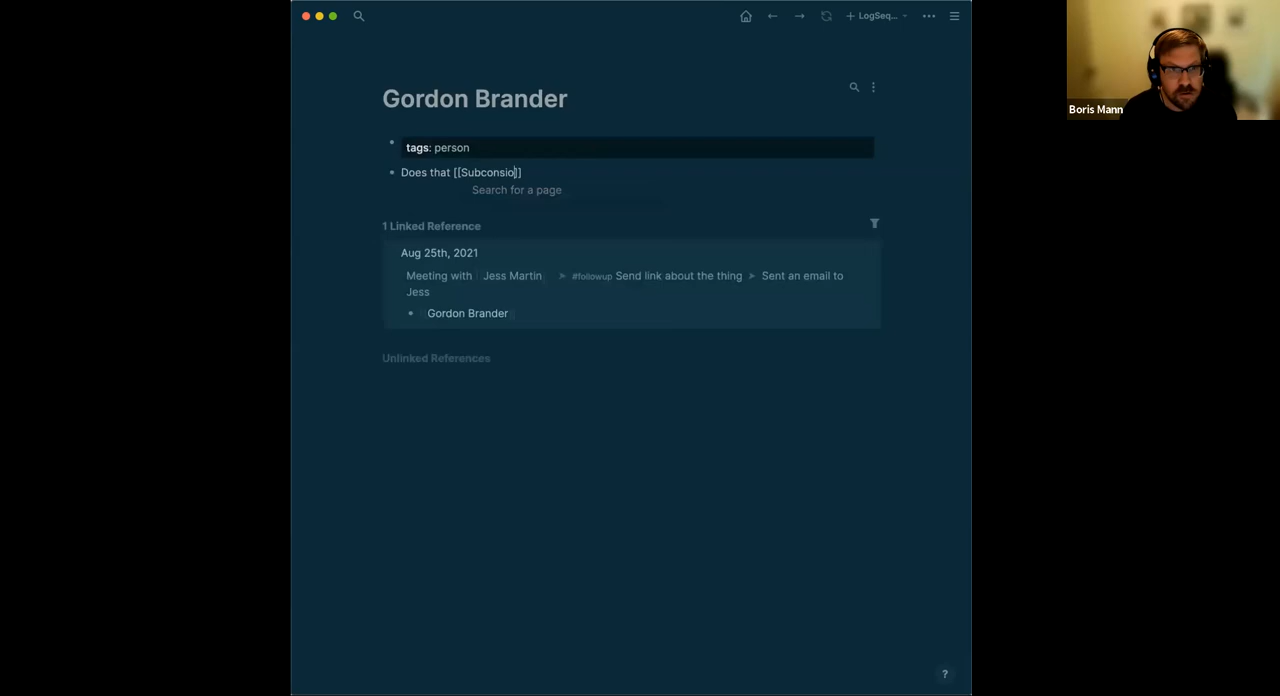 LogSeq...
Boris Mann
Gordon Brander
tags: person
Does that [[Subconsio]]
Search for a page
1 Linked Reference
Aug 25th, 2021
Meeting with Jess Martin #followup Send link about the thing Sent an email to
Jess
Gordon Brander
Unlinked References
?